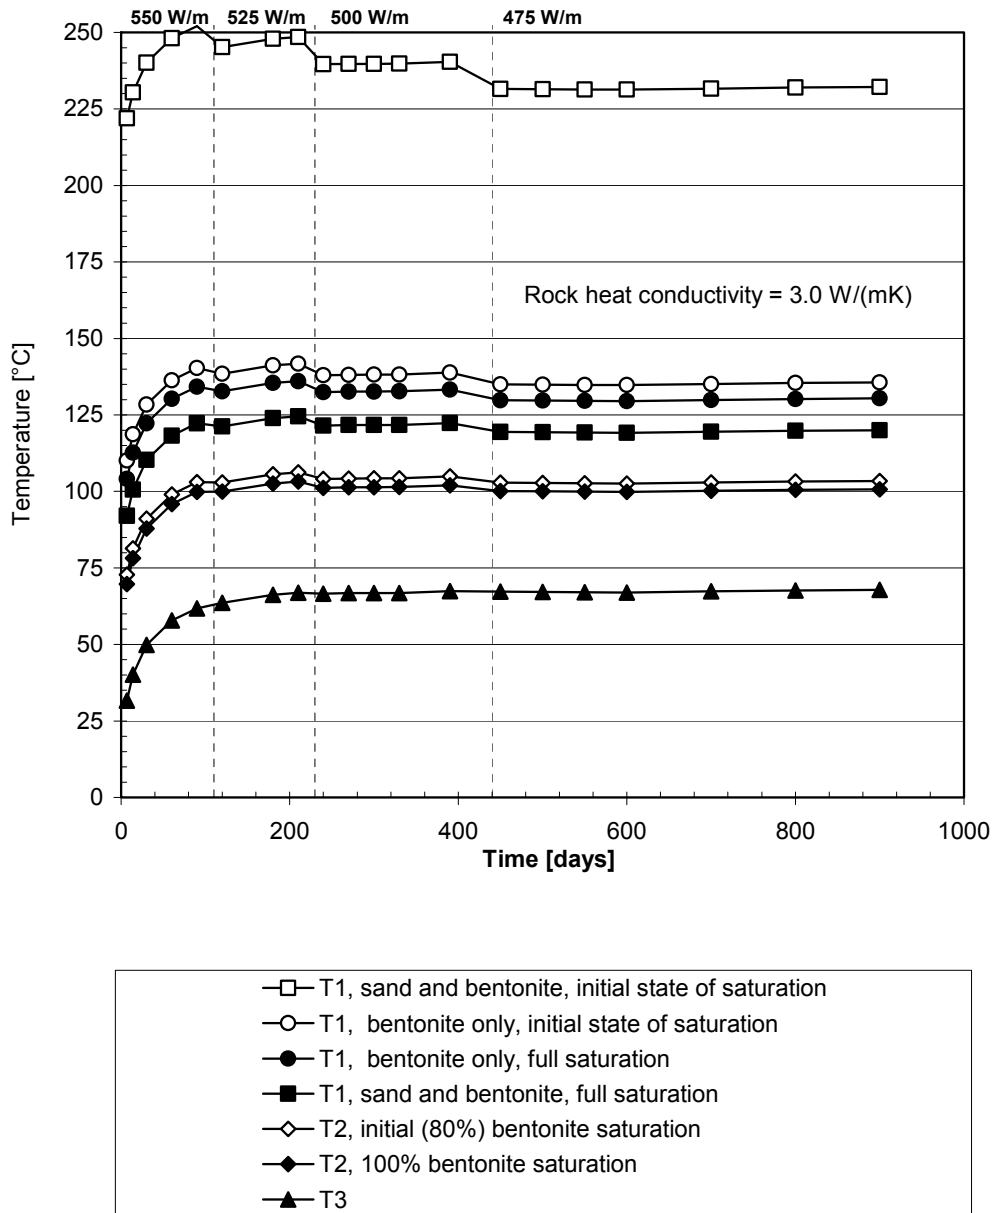 550 W/m 525 W/m 500 W/m 475 W/m
250
225
200
175
150
125
100
75
50
25
0
Temperature [°C]
Rock heat conductivity = 3.0 W/(mK)
0 200 400 600 800 1000
Time [days]
T1, sand and bentonite, initial state of saturation
T1, bentonite only, initial state of saturation
T1, bentonite only, full saturation
T1, sand and bentonite, full saturation
T2, initial (80%) bentonite saturation
T2, 100% bentonite saturation
T3